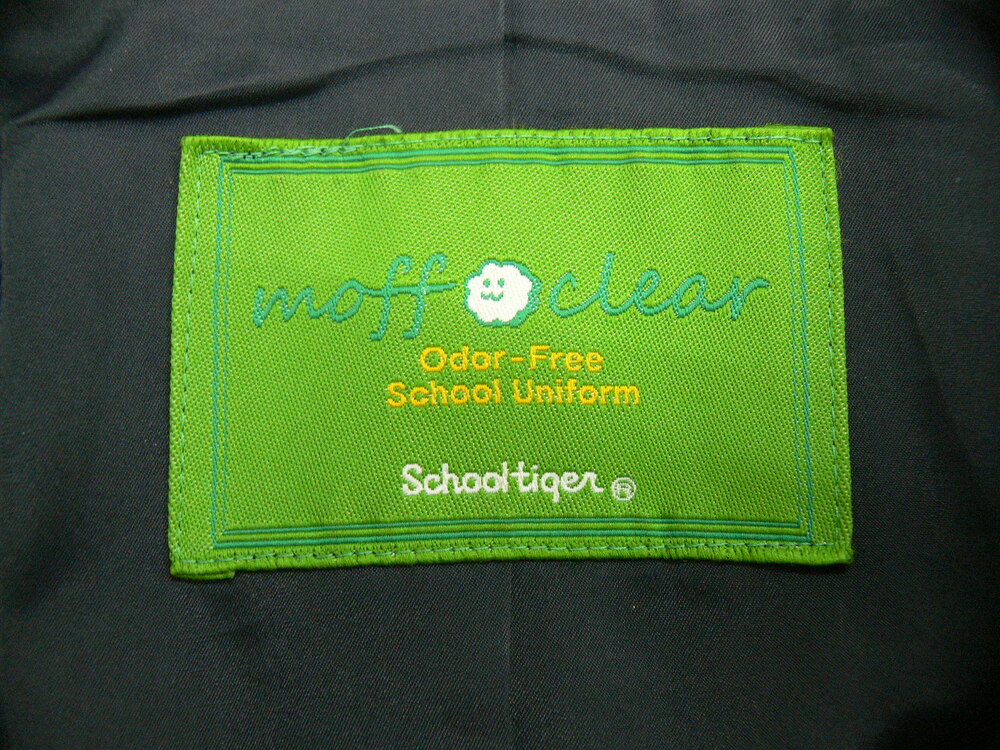 moff clear
Odor-Free
School Uniform
Schooltiger ®